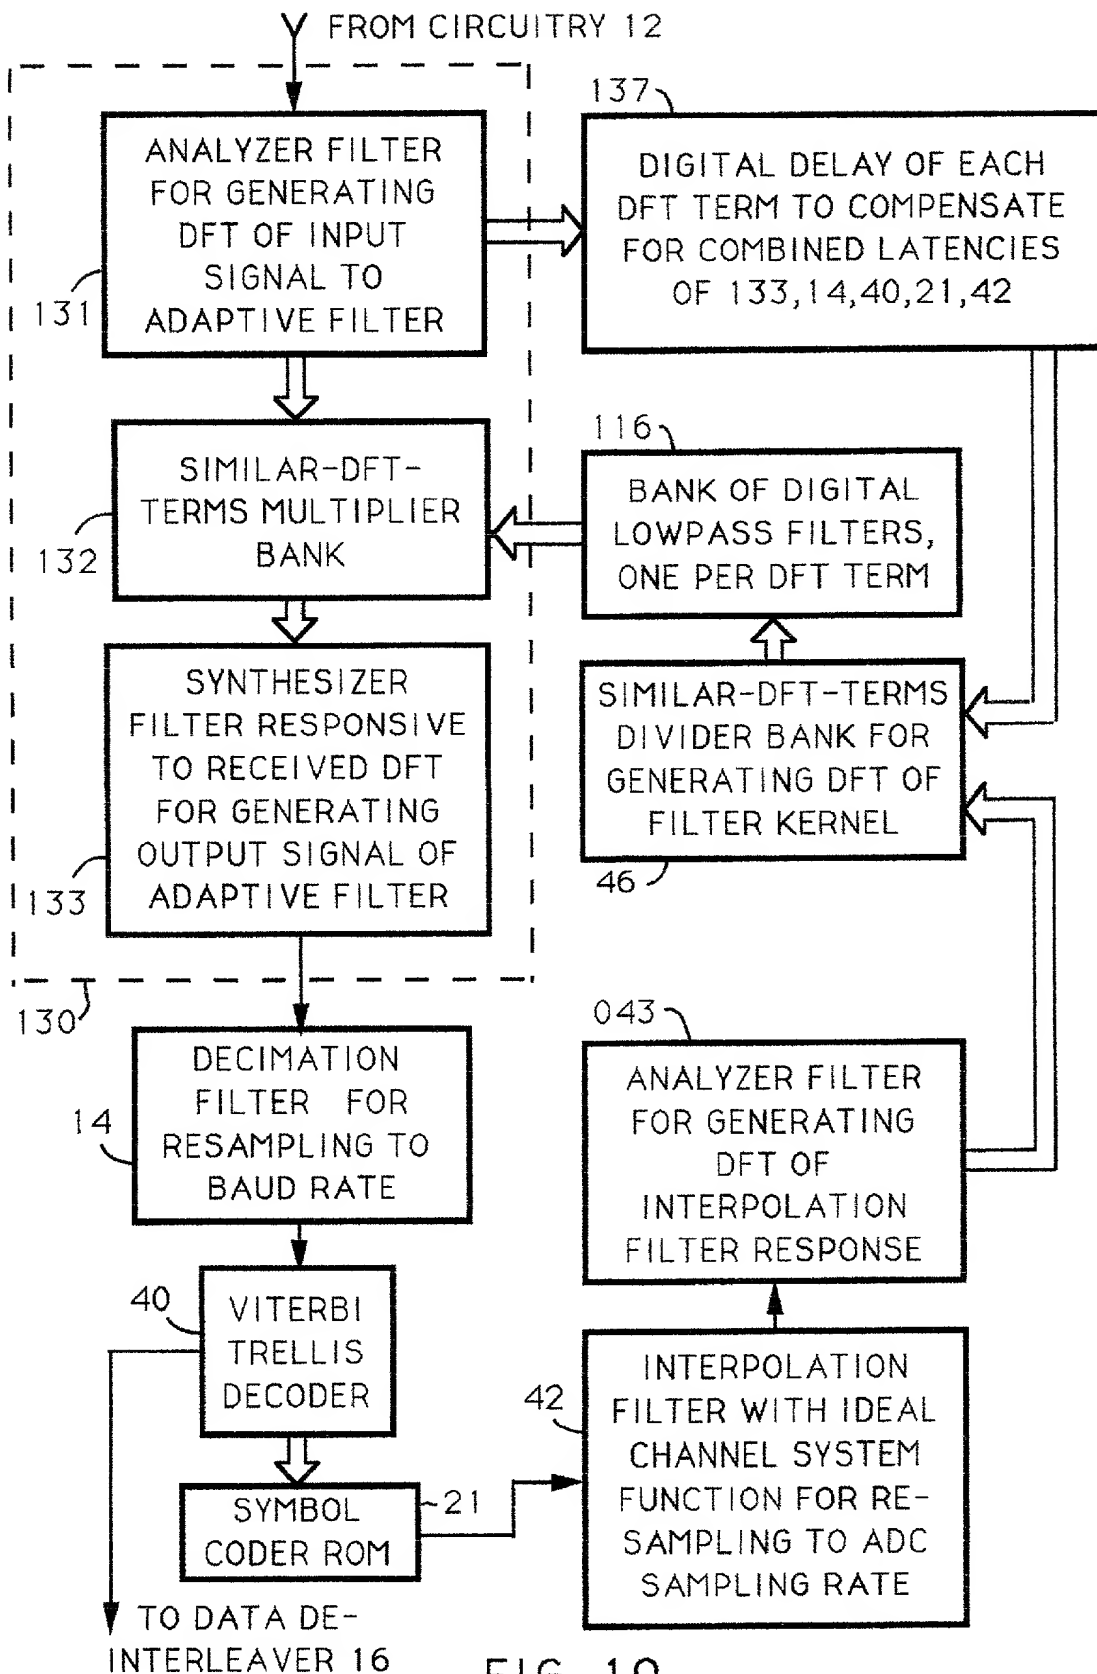 FROM CIRCUITRY 12
137
ANALYZER FILTER
FOR GENERATING
DFT OF INPUT
SIGNAL TO
ADAPTIVE FILTER
131
DIGITAL DELAY OF EACH
DFT TERM TO COMPENSATE
FOR COMBINED LATENCIES
OF 133,14,40,21,42
116
SIMILAR-DFT-
TERMS MULTIPLIER
BANK
132
BANK OF DIGITAL
LOWPASS FILTERS,
ONE PER DFT TERM
SYNTHESIZER
FILTER RESPONSIVE
TO RECEIVED DFT
FOR GENERATING
OUTPUT SIGNAL OF
ADAPTIVE FILTER
133
SIMILAR-DFT-TERMS
DIVIDER BANK FOR
GENERATING DFT OF
FILTER KERNEL
46
130
043
DECIMATION
FILTER FOR
RESAMPLING TO
BAUD RATE
14
ANALYZER FILTER
FOR GENERATING
DFT OF
INTERPOLATION
FILTER RESPONSE
40
VITERBI
TRELLIS
DECODER
42
INTERPOLATION
FILTER WITH IDEAL
CHANNEL SYSTEM
FUNCTION FOR RE-
SAMPLING TO ADC
SAMPLING RATE
SYMBOL
CODER ROM
21
TO DATA DE-
INTERLEAVER 16